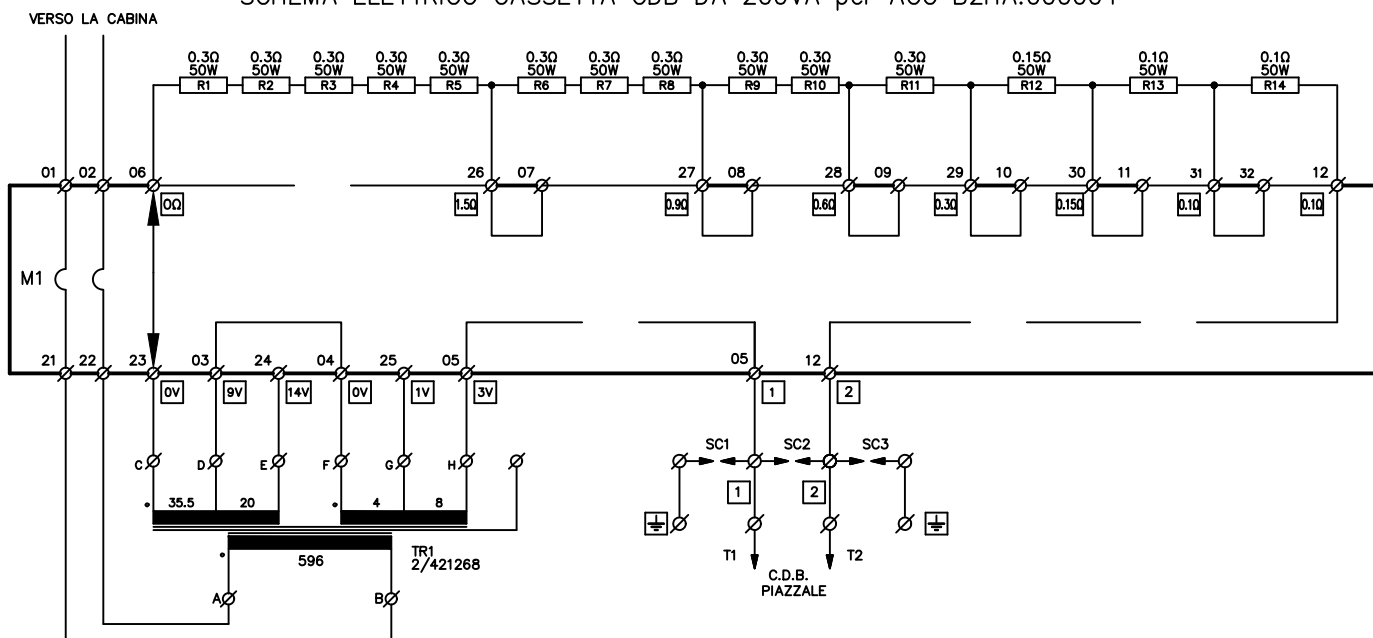 SCHEMA ELETTRICO CASSETTA CDB DA 200VA per ACC B2MA.000004
VERSO LA CABINA
0.3Ω 0.3Ω 0.3Ω 0.3Ω 0.3Ω 0.3Ω 0.3Ω 0.3Ω 0.3Ω 0.3Ω 0.3Ω 0.15Ω 0.1Ω 0.1Ω
50W 50W 50W 50W 50W 50W 50W 50W 50W 50W 50W 50W 50W 50W
R1 R2 R3 R4 R5 R6 R7 R8 R9 R10 R11 R12 R13 R14
01 02 06 26 07 27 08 28 09 29 10 30 11 31 32 12
0Ω 1.5Ω 0.9Ω 0.6Ω 0.3Ω 0.15Ω 0.1Ω 0.1Ω
M1
21 22 23 03 24 04 25 05 05 12
0V 9V 14V 0V 1V 3V 1 2
SC1 SC2 SC3
C D E F G H
1 2
35.5 20 4 8
T1 T2
596
TR1
2/421268
C.D.B.
PIAZZALE
A B